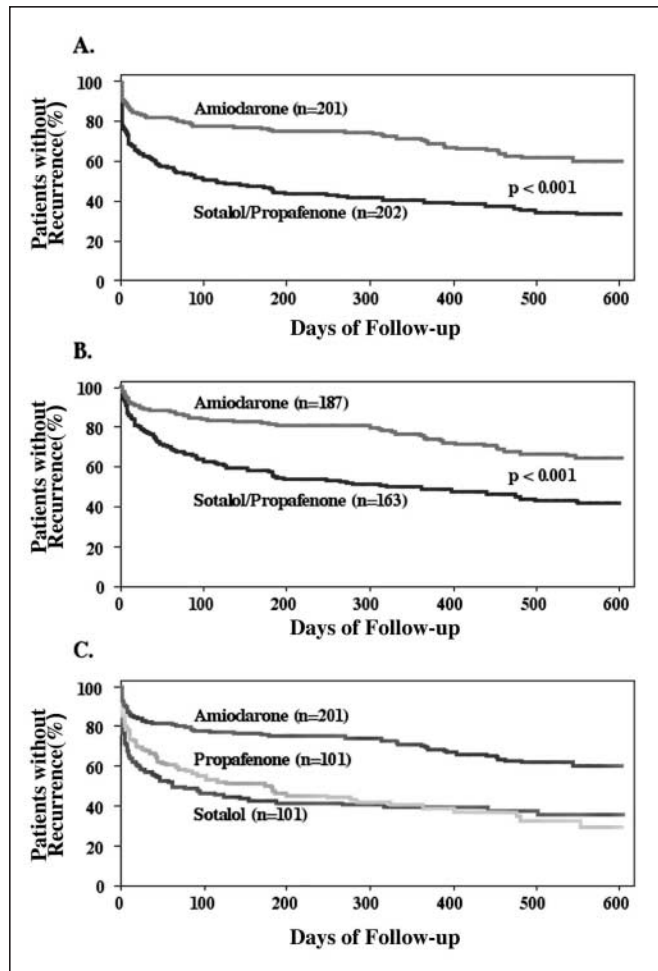 A.
Patients without
Recurrence(%)
100
80
60
40
20
0
Amiodarone (n=201)
p < 0.001
Sotalol/Propafenone (n=202)
0 100 200 300 400 500 600
Days of Follow-up
B.
Patients without
Recurrence(%)
100
80
60
40
20
0
Amiodarone (n=187)
p < 0.001
Sotalol/Propafenone (n=163)
0 100 200 300 400 500 600
Days of Follow-up
C.
Patients without
Recurrence(%)
100
80
60
40
20
0
Amiodarone (n=201)
Propafenone (n=101)
Sotalol (n=101)
0 100 200 300 400 500 600
Days of Follow-up